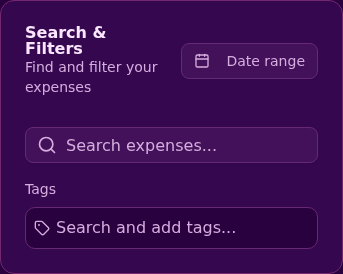 Search &
Filters
Find and filter your
expenses
Date range
Search expenses...
Tags
Search and add tags...